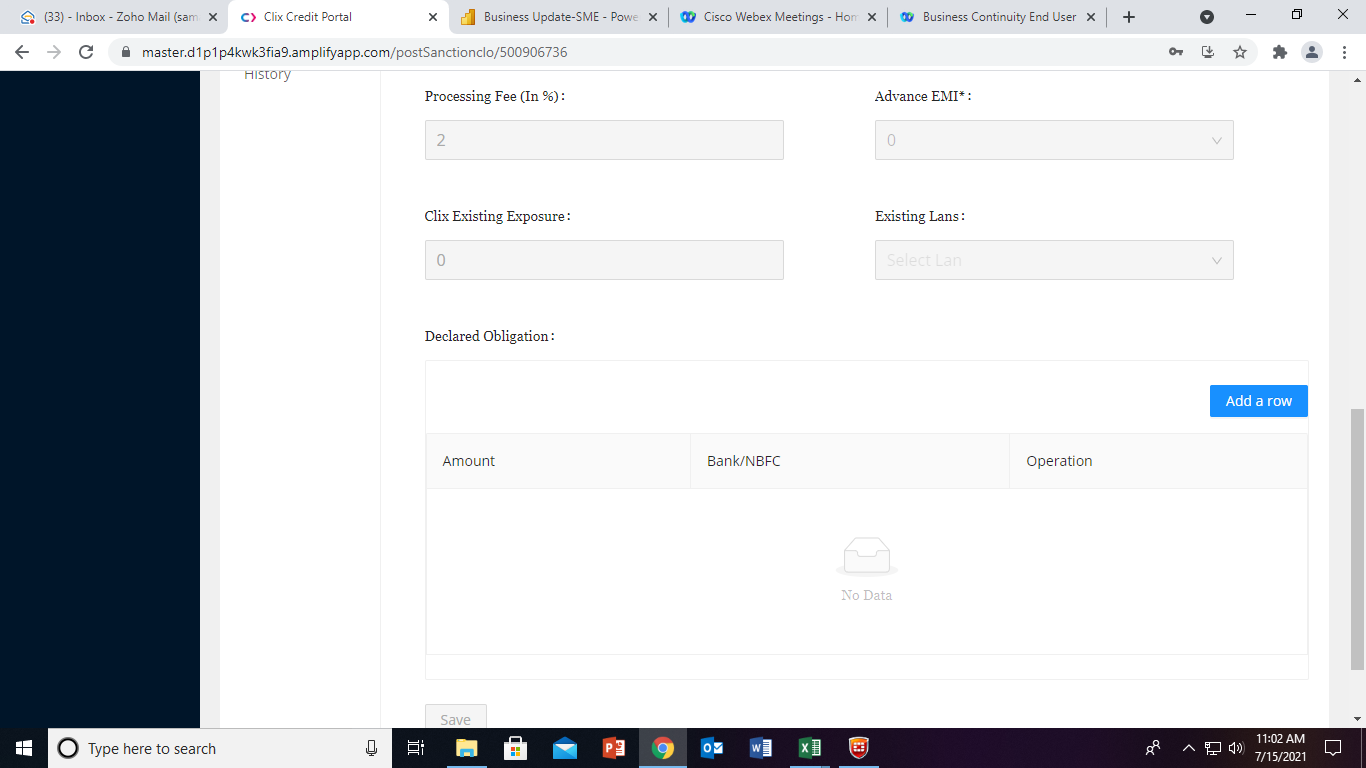 (33) - Inbox - Zoho Mail (sam
Clix Credit Portal
Business Update-SME - Powe
Cisco Webex Meetings - Hom
Business Continuity End User
master.d1p1p4kwk3fia9.amplifyapp.com/postSanctionclo/500906736
History
Processing Fee (In %) :
Advance EMI* :
2
0
Clix Existing Exposure :
Existing Lans :
0
Select Lan
Declared Obligation :
Add a row
Amount
Bank/NBFC
Operation
No Data
Save
Type here to search
11:02 AM
7/15/2021